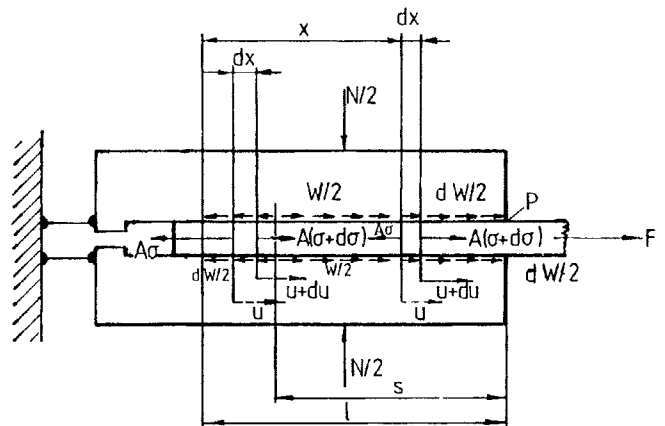 dx
x
dx
N/2
W/2
d W/2
P
Aσ
A(σ+dσ)
Aσ
A(σ+dσ)
F
d W/2
W/2
d W/2
u+du
u+du
u
u
N/2
s
l